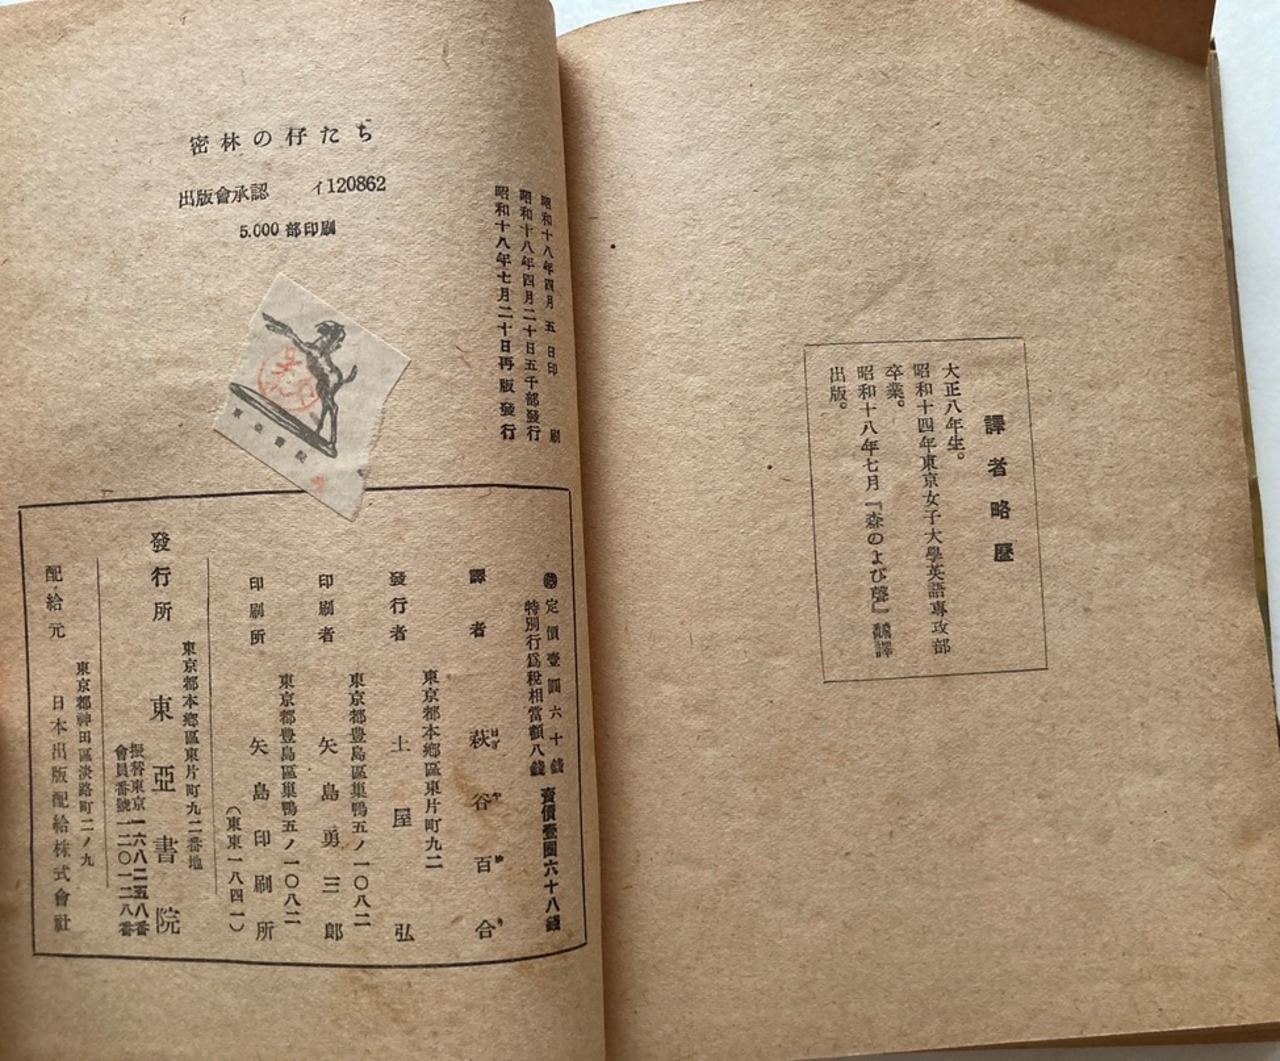 譯者略歷
大正八年生。
昭和十四年東京女子大學英語專攻部
卒業。
昭和十八年七月『森のよび聲』飜譯
出版。
密林の仔たち
出版會承認 イ120862
5.000部印刷
昭和十八年四月五日印刷
昭和十八年四月二十日五千部發行
昭和十八年七月二十日再版發行
東亞書院
定價壹圓六十錢 賣價壹圓六十八錢
特別行爲稅相當額八錢
譯者 萩谷百合
東京都本鄕區東片町九二
發行者 土屋弘
東京都豊島區巢鴨五ノ一〇八二
印刷者 矢島勇三郎
東京都豊島區巢鴨五ノ一〇八二
印刷所 矢島印刷所
(東東一八四一)
東京都本鄕區東片町九二番地
發行所 東亞書院
振替東京一六八二五八番
會員番號一二〇一二八番
東京都神田區淡路町二ノ九
配給元 日本出版配給株式會社